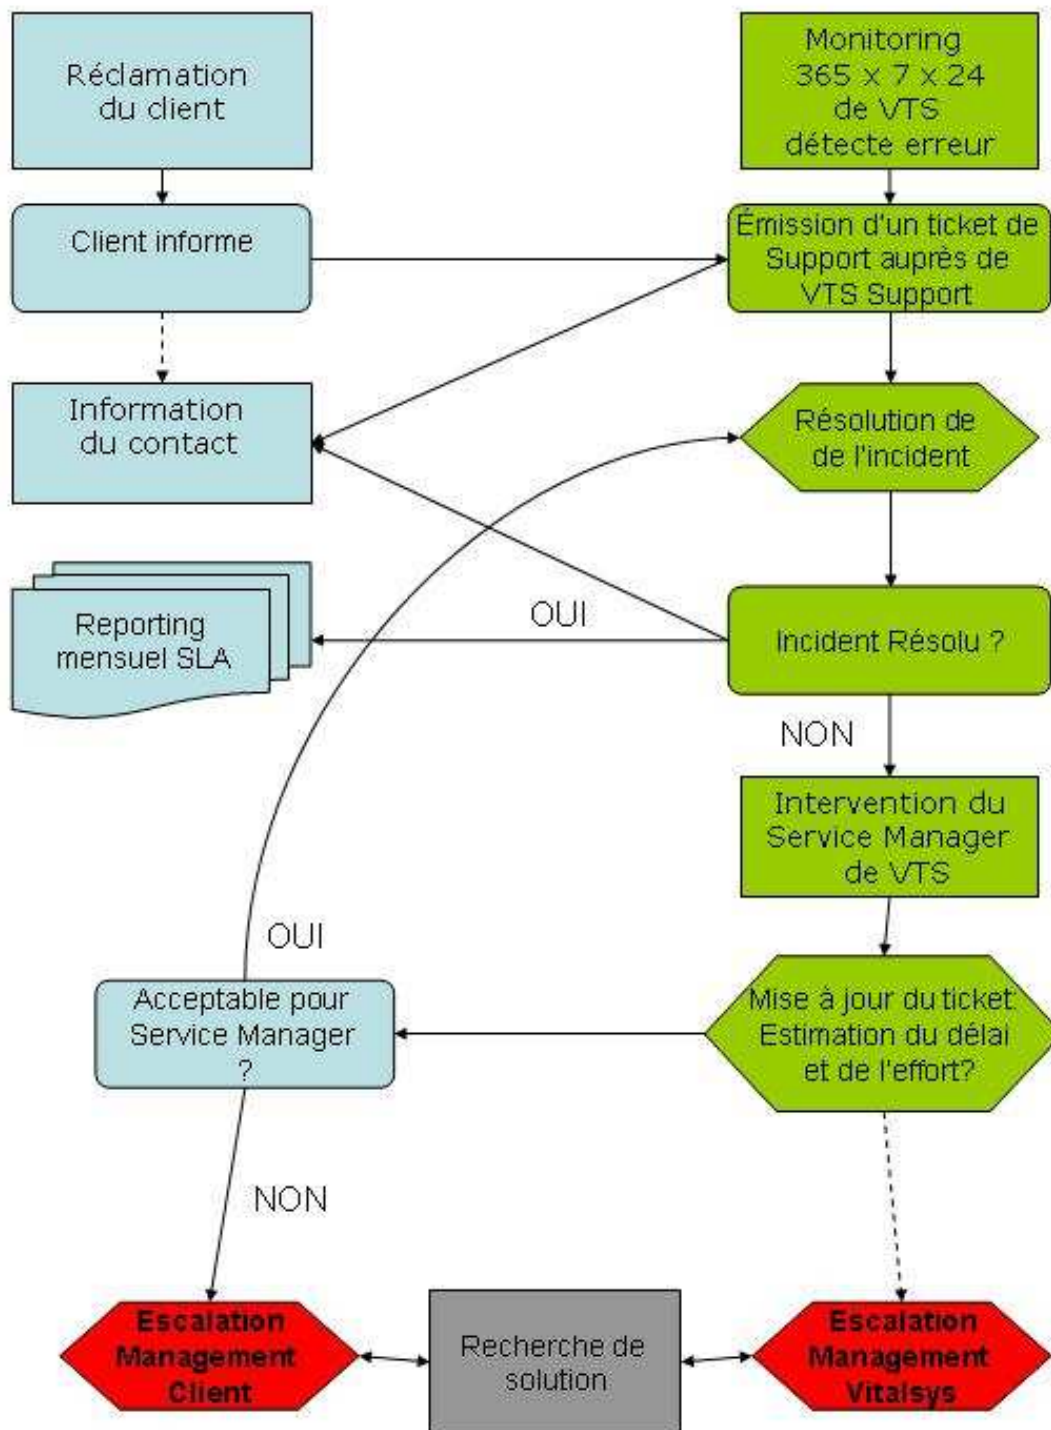 Réclamation
du client
Monitoring
365 x 7 x 24
de VTS
détecte erreur
Client informe
Émission d'un ticket de
Support auprès de
VTS Support
Information
du contact
Résolution de
de l'incident
Reporting
mensuel SLA
OUI
Incident Résolu ?
NON
Intervention du
Service Manager
de VTS
OUI
Acceptable pour
Service Manager
?
Mise à jour du ticket:
Estimation du délai
et de l'effort?
NON
Escalation
Management
Client
Recherche de
solution
Escalation
Management
Vitalsys